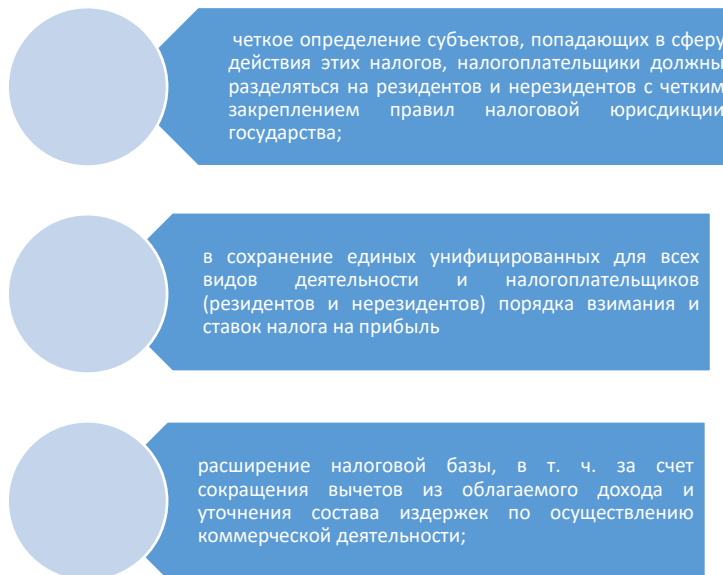 четкое определение субъектов, попадающих в сферу
действия этих налогов, налогоплательщики должны
разделяться на резидентов и нерезидентов с четким
закреплением правил налоговой юрисдикции
государства;
в сохранение единых унифицированных для всех
видов деятельности и налогоплательщиков
(резидентов и нерезидентов) порядка взимания и
ставок налога на прибыль
расширение налоговой базы, в т. ч. за счет
сокращения вычетов из облагаемого дохода и
уточнения состава издержек по осуществлению
коммерческой деятельности;